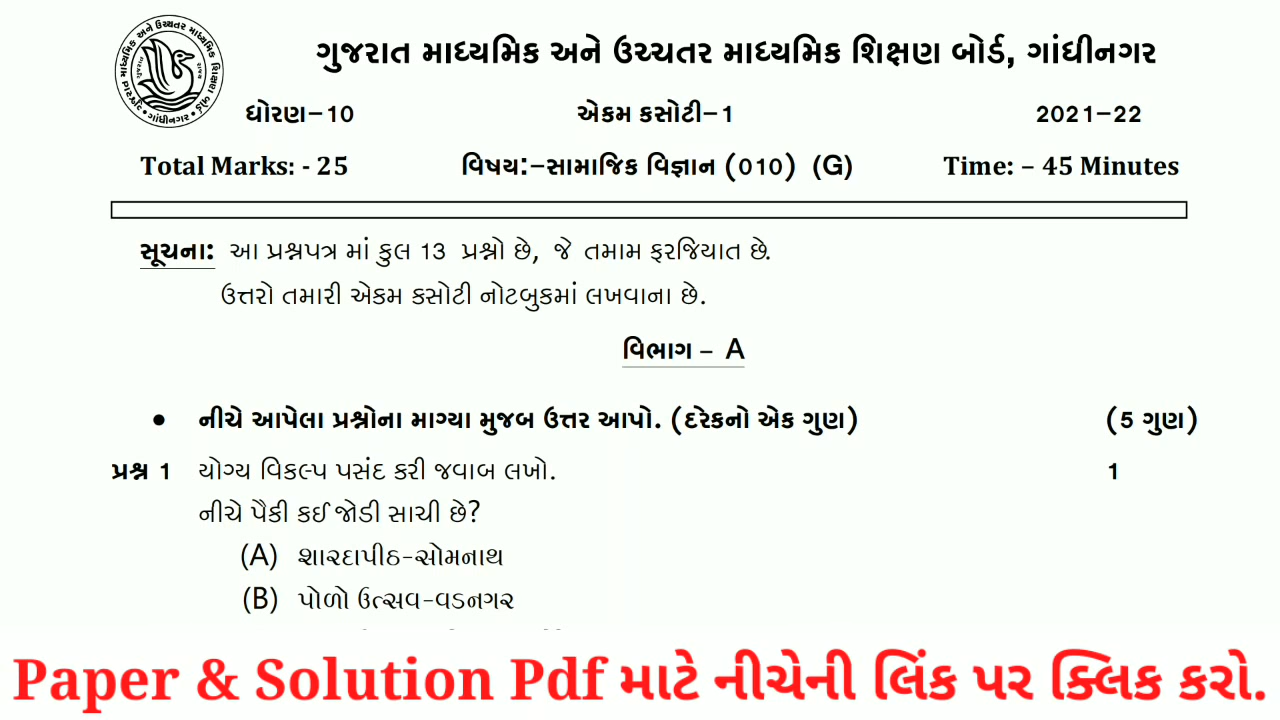 ગુજરાત માધ્યમિક અને ઉચ્ચતર માધ્યમિક શિક્ષણ બોર્ડ, ગાંધીનગર
ધોરણ–10 એકમ કસોટી–1 2021–22
Total Marks: - 25 વિષય:–સામાજિક વિજ્ઞાન (010) (G) Time: – 45 Minutes
સૂચના: આ પ્રશ્નપત્ર માં કુલ 13 પ્રશ્નો છે, જે તમામ ફરજિયાત છે.
ઉત્તરો તમારી એકમ કસોટી નોટબુકમાં લખવાના છે.
વિભાગ – A
• નીચે આપેલા પ્રશ્નોના માગ્યા મુજબ ઉત્તર આપો. (દરેકનો એક ગુણ) (5 ગુણ)
પ્રશ્ન 1 યોગ્ય વિકલ્પ પસંદ કરી જવાબ લખો. 1
નીચે પૈકી કઈ જોડી સાચી છે?
(A) શારદાપીઠ-સોમનાથ
(B) પોળો ઉત્સવ-વડનગર
Paper & Solution Pdf માટે નીચેની લિંક પર ક્લિક કરો.